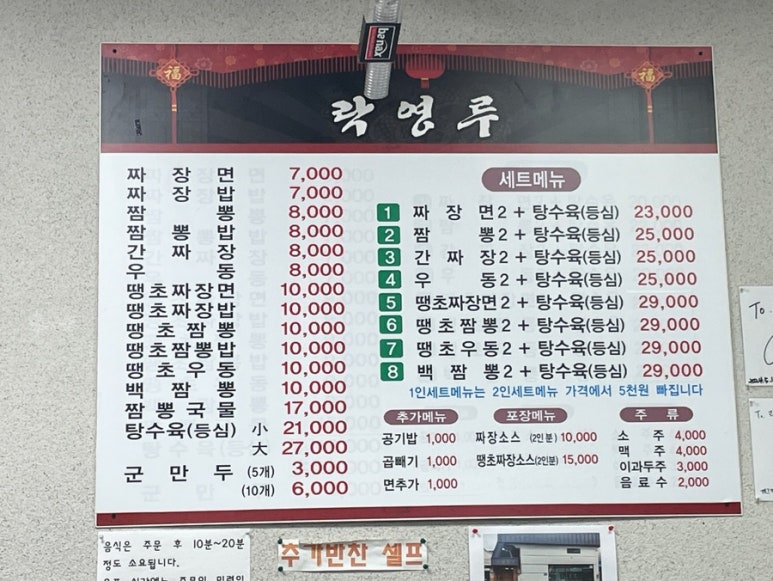 benax
福
福
락영루
짜장면 7,000
짜장밥 7,000
짬뽕 8,000
짬뽕밥 8,000
간짜장 8,000
우동 8,000
땡초짜장면 10,000
땡초짜장밥 10,000
땡초짬뽕 10,000
땡초짬뽕밥 10,000
땡초우동 10,000
백짬뽕 10,000
짬뽕국물 17,000
탕수육(등심) 小 21,000
大 27,000
군만두 (5개) 3,000
(10개) 6,000
세트메뉴
1 짜장면2+탕수육(등심) 23,000
2 짬뽕2+탕수육(등심) 25,000
3 간짜장2+탕수육(등심) 25,000
4 우동2+탕수육(등심) 25,000
5 땡초짜장면2+탕수육(등심) 29,000
6 땡초짬뽕2+탕수육(등심) 29,000
7 땡초우동2+탕수육(등심) 29,000
8 백짬뽕2+탕수육(등심) 29,000
1인세트메뉴는 2인세트메뉴 가격에서 5천원 빠집니다
추가메뉴
공기밥 1,000
곱빼기 1,000
면추가 1,000
포장메뉴
짜장소스 (2인분) 10,000
땡초짜장소스(2인분) 15,000
주류
소주 4,000
맥주 4,000
이과두주 3,000
음료수 2,000
To.
음식은 주문 후 10분~20분
정도 소요됩니다.
추가반찬 셀프